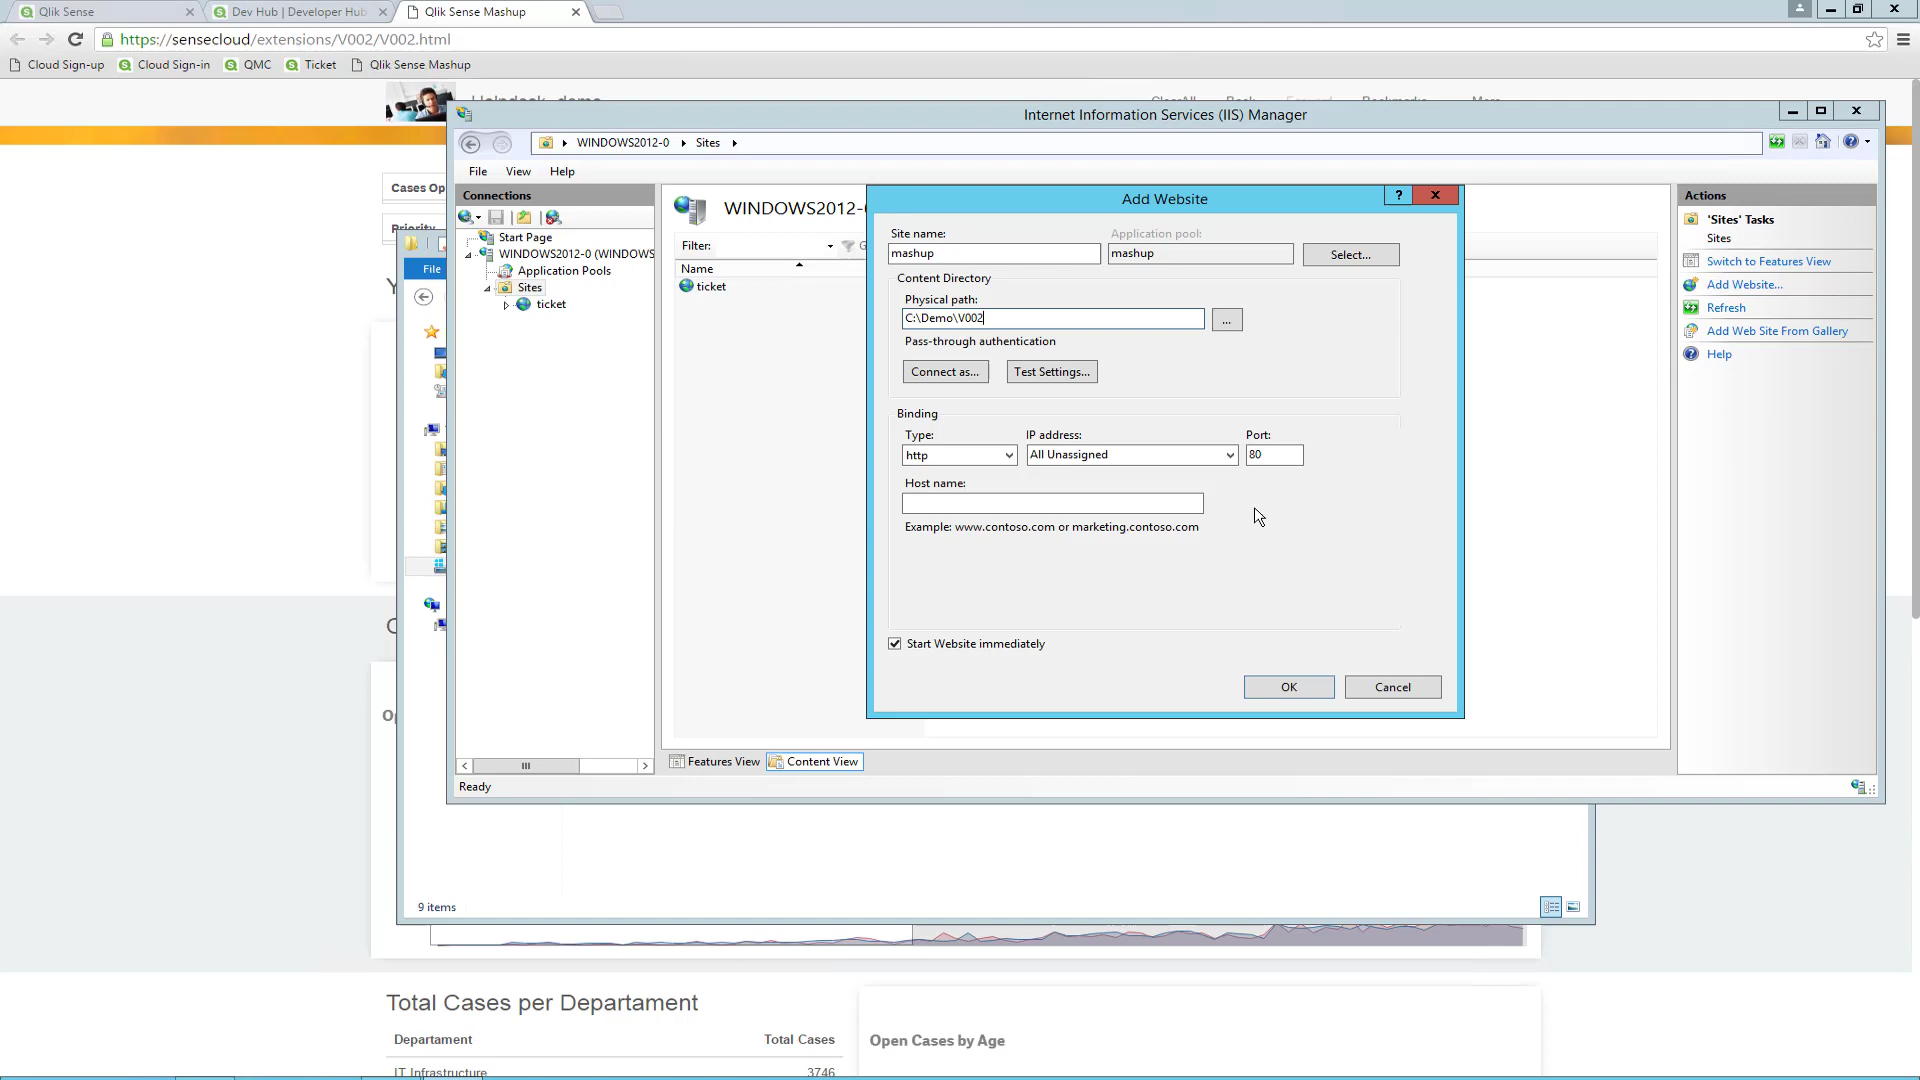 Qlik Sense
Dev Hub | Developer Hub
Qlik Sense Mashup
https://sensecloud/extensions/V002/V002.html
Cloud Sign-up
Cloud Sign-in
QMC
Ticket
Qlik Sense Mashup
Internet Information Services (IIS) Manager
WINDOWS2012-0
Sites
File
View
Help
Connections
Start Page
WINDOWS2012-0 (WINDOWS
Application Pools
Sites
ticket
WINDOWS2012-
Filter:
G
Name
ticket
Add Website
?
Site name:
mashup
Application pool:
mashup
Select...
Content Directory
Physical path:
C:\Demo\V002
...
Pass-through authentication
Connect as...
Test Settings...
Binding
Type:
http
IP address:
All Unassigned
Port:
80
Host name:
Example: www.contoso.com or marketing.contoso.com
Start Website immediately
OK
Cancel
Actions
'Sites' Tasks
Sites
Switch to Features View
Add Website...
Refresh
Add Web Site From Gallery
Help
Features View
Content View
Ready
Cases Op
Priority
File
9 items
Total Cases per Departament
Departament
Total Cases
IT Infrastructure
3746
Open Cases by Age